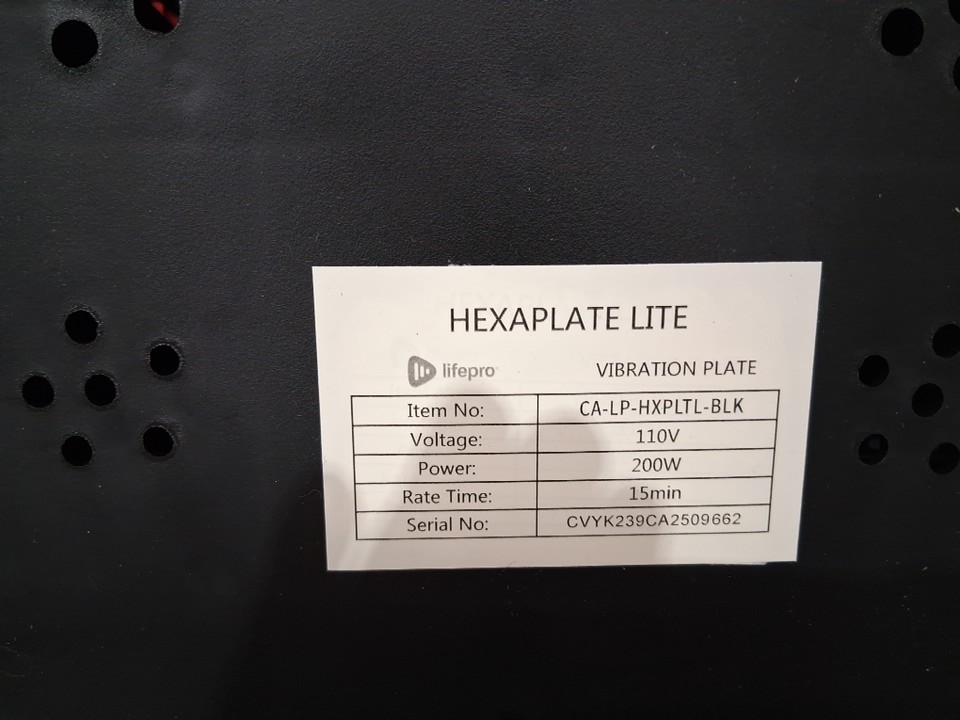 HEXAPLATE LITE
lifepro VIBRATION PLATE
Item No: CA-LP-HXPLTL-BLK
Voltage: 110V
Power: 200W
Rate Time: 15min
Serial No: CVYK239CA2509662